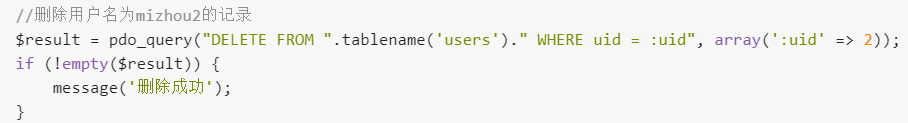 //删除用户名为mizhou2的记录
$result = pdo_query("DELETE FROM ".tablename('users')." WHERE uid = :uid", array(':uid' => 2));
if (!empty($result)) {
    message('删除成功');
}